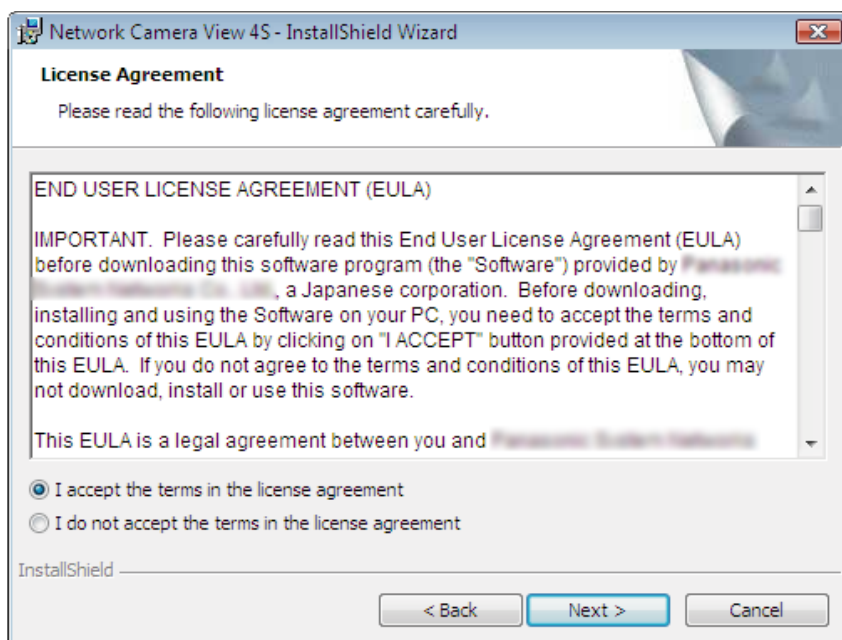 Network Camera View 4S - InstallShield Wizard
License Agreement
Please read the following license agreement carefully.
END USER LICENSE AGREEMENT (EULA)
IMPORTANT.  Please carefully read this End User License Agreement (EULA)
before downloading this software program (the "Software") provided by
, a Japanese corporation.  Before downloading,
installing and using the Software on your PC, you need to accept the terms and
conditions of this EULA by clicking on "I ACCEPT" button provided at the bottom of
this EULA.  If you do not agree to the terms and conditions of this EULA, you may
not download, install or use this software.
This EULA is a legal agreement between you and
I accept the terms in the license agreement
I do not accept the terms in the license agreement
InstallShield
< Back
Next >
Cancel